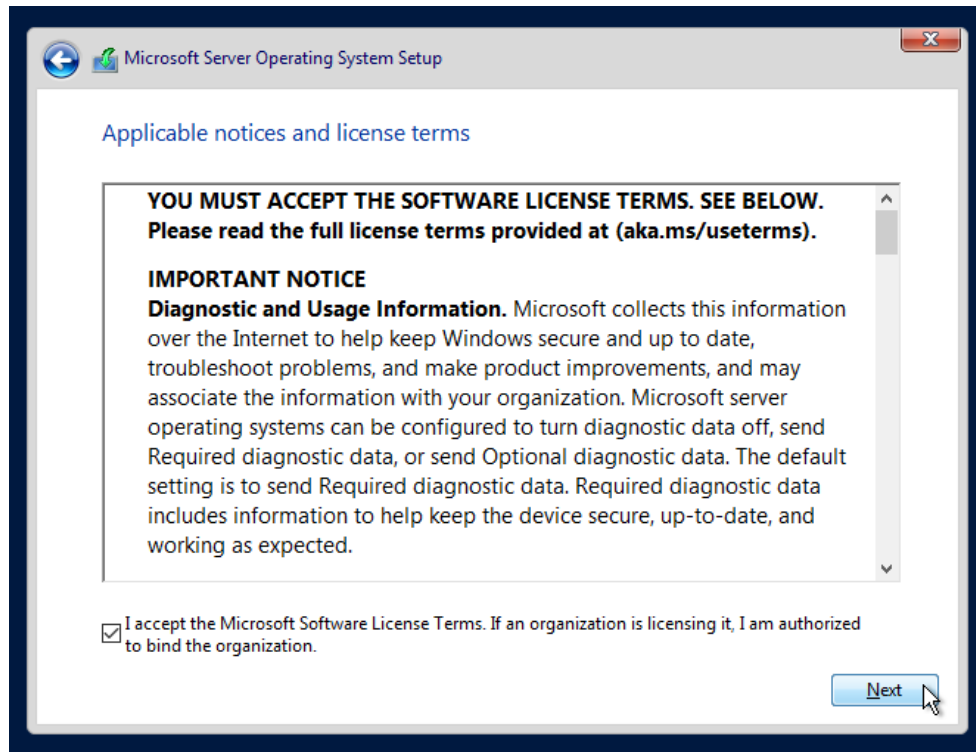 Microsoft Server Operating System Setup
Applicable notices and license terms
YOU MUST ACCEPT THE SOFTWARE LICENSE TERMS. SEE BELOW.
Please read the full license terms provided at (aka.ms/useterms).
IMPORTANT NOTICE
Diagnostic and Usage Information. Microsoft collects this information
over the Internet to help keep Windows secure and up to date,
troubleshoot problems, and make product improvements, and may
associate the information with your organization. Microsoft server
operating systems can be configured to turn diagnostic data off, send
Required diagnostic data, or send Optional diagnostic data. The default
setting is to send Required diagnostic data. Required diagnostic data
includes information to help keep the device secure, up-to-date, and
working as expected.
I accept the Microsoft Software License Terms. If an organization is licensing it, I am authorized
to bind the organization.
Next